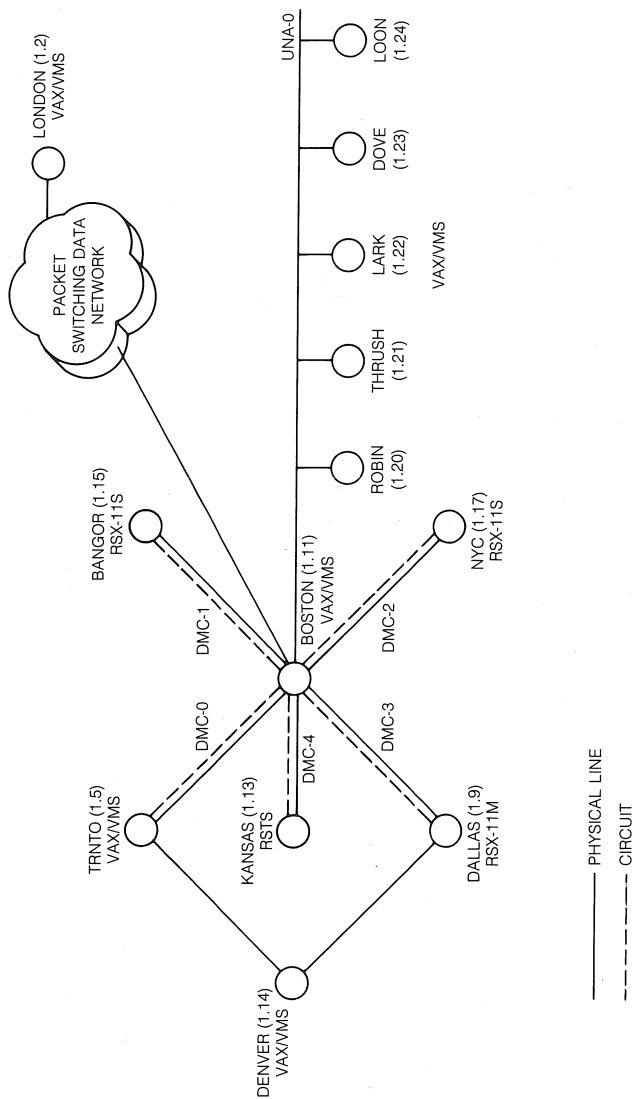 LONDON (1.2)
VAX/VMS
PACKET
SWITCHING DATA
NETWORK
BANGOR (1.15)
RSX-11S
TRNTO (1.5)
VAX/VMS
DMC-0
DMC-1
UNA-0
DENVER (1.14)
VAX/VMS
KANSAS (1.13)
RSTS
DMC-4
BOSTON (1.11)
VAX/VMS
ROBIN
(1.20)
THRUSH
(1.21)
LARK
(1.22)
DOVE
(1.23)
LOON
(1.24)
VAX/VMS
DMC-3
DMC-2
DALLAS (1.9)
RSX-11M
NYC (1.17)
RSX-11S
PHYSICAL LINE
CIRCUIT